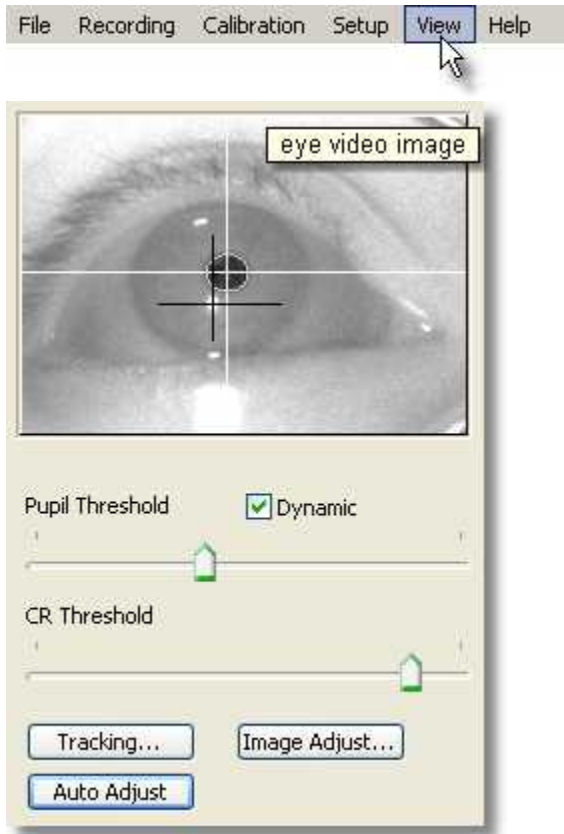 File Recording Calibration Setup View Help
eye video image
Pupil Threshold Dynamic
CR Threshold
Tracking... Image Adjust...
Auto Adjust